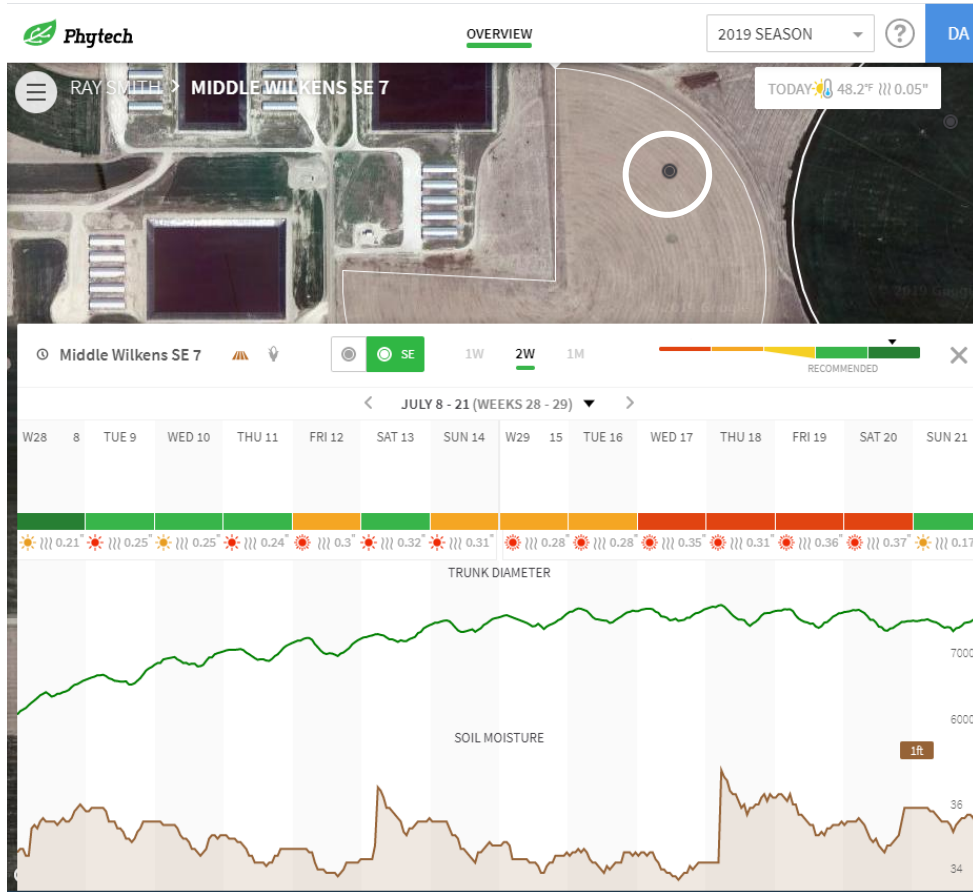 Phytech
OVERVIEW
2019 SEASON
?
DA
RAY SMITH > MIDDLE WILKENS SE 7
TODAY 48.2°F 0.05"
© 2019 Google
Middle Wilkens SE 7
SE
1W 2W 1M
RECOMMENDED
JULY 8 - 21 (WEEKS 28 - 29)
W28 8 TUE 9 WED 10 THU 11 FRI 12 SAT 13 SUN 14 W29 15 TUE 16 WED 17 THU 18 FRI 19 SAT 20 SUN 21
0.21" 0.25" 0.25" 0.24" 0.3" 0.32" 0.31" 0.28" 0.28" 0.35" 0.31" 0.36" 0.37" 0.17
TRUNK DIAMETER
7000
6000
SOIL MOISTURE
1ft
36
34